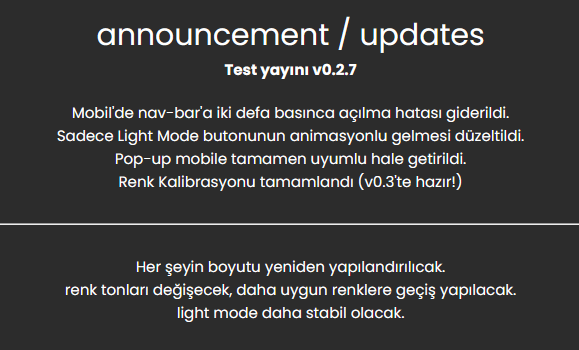 announcement / updates
Test yayını v0.2.7
Mobil'de nav-bar'a iki defa basınca açılma hatası giderildi.
Sadece Light Mode butonunun animasyonlu gelmesi düzeltildi.
Pop-up mobile tamamen uyumlu hale getirildi.
Renk Kalibrasyonu tamamlandı (v0.3'te hazır!)
Her şeyin boyutu yeniden yapılandırılıcak.
renk tonları değişecek, daha uygun renklere geçiş yapılacak.
light mode daha stabil olacak.